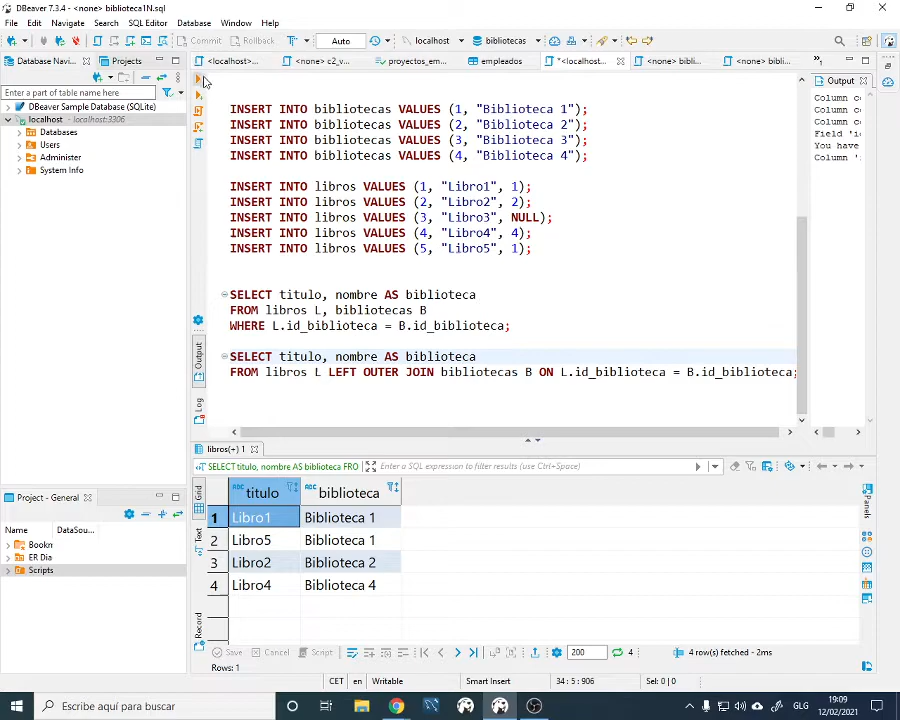 DBeaver 7.3.4 - <none> biblioteca1N.sql
File Edit Navigate Search SQL Editor Database Window Help
Commit Rollback Auto localhost bibliotecas
Database Navi... Projects
<localhost>... <none> c2_v... proyectos_em... empleados *<localhost... <none> bibli... <none> bibl...
Enter a part of table name here
DBeaver Sample Database (SQLite)
localhost - localhost:3306
Databases
Users
Administer
System Info
INSERT INTO bibliotecas VALUES (1, "Biblioteca 1");
INSERT INTO bibliotecas VALUES (2, "Biblioteca 2");
INSERT INTO bibliotecas VALUES (3, "Biblioteca 3");
INSERT INTO bibliotecas VALUES (4, "Biblioteca 4");
INSERT INTO libros VALUES (1, "Libro1", 1);
INSERT INTO libros VALUES (2, "Libro2", 2);
INSERT INTO libros VALUES (3, "Libro3", NULL);
INSERT INTO libros VALUES (4, "Libro4", 4);
INSERT INTO libros VALUES (5, "Libro5", 1);
SELECT titulo, nombre AS biblioteca
FROM libros L, bibliotecas B
WHERE L.id_biblioteca = B.id_biblioteca;
SELECT titulo, nombre AS biblioteca
FROM libros L LEFT OUTER JOIN bibliotecas B ON L.id_biblioteca = B.id_biblioteca;
Output
Log
Output
Column c
Column c
Column c
Field 'i
You have
Column '
libros(+) 1
SELECT titulo, nombre AS biblioteca FRO
Enter a SQL expression to filter results (use Ctrl+Space)
Grid
Text
Record
Panels
titulo biblioteca
1 Libro1 Biblioteca 1
2 Libro5 Biblioteca 1
3 Libro2 Biblioteca 2
4 Libro4 Biblioteca 4
Save Cancel Script 200 4 4 row(s) fetched - 2ms
Rows: 1
Project - General
Name DataSou...
Bookm
ER Dia
Scripts
CET en Writable Smart Insert 34 : 5 : 906 Sel: 0 | 0
Escribe aquí para buscar
GLG
19:09
12/02/2021